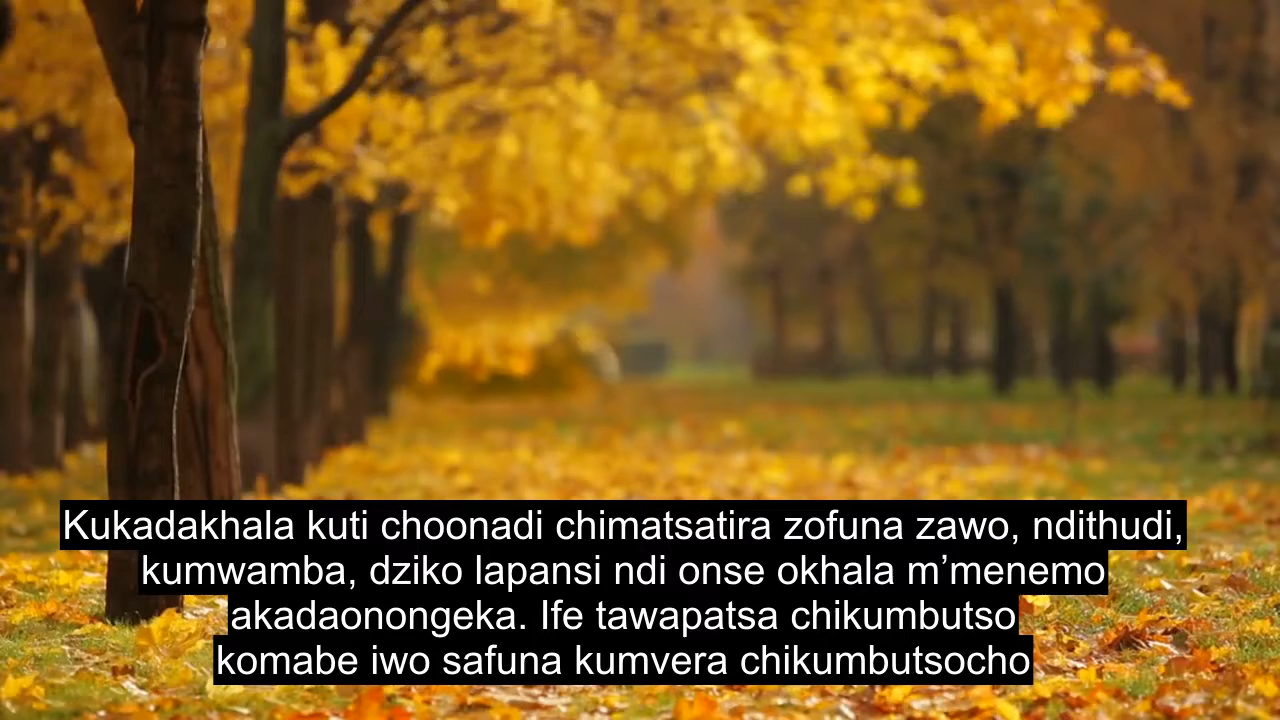 Kukadakhala kuti choonadi chimatsatira zofuna zawo, ndithudi,
kumwamba, dziko lapansi ndi onse okhala m’menemo
akadaonongeka. Ife tawapatsa chikumbutso
komabe iwo safuna kumvera chikumbutsocho